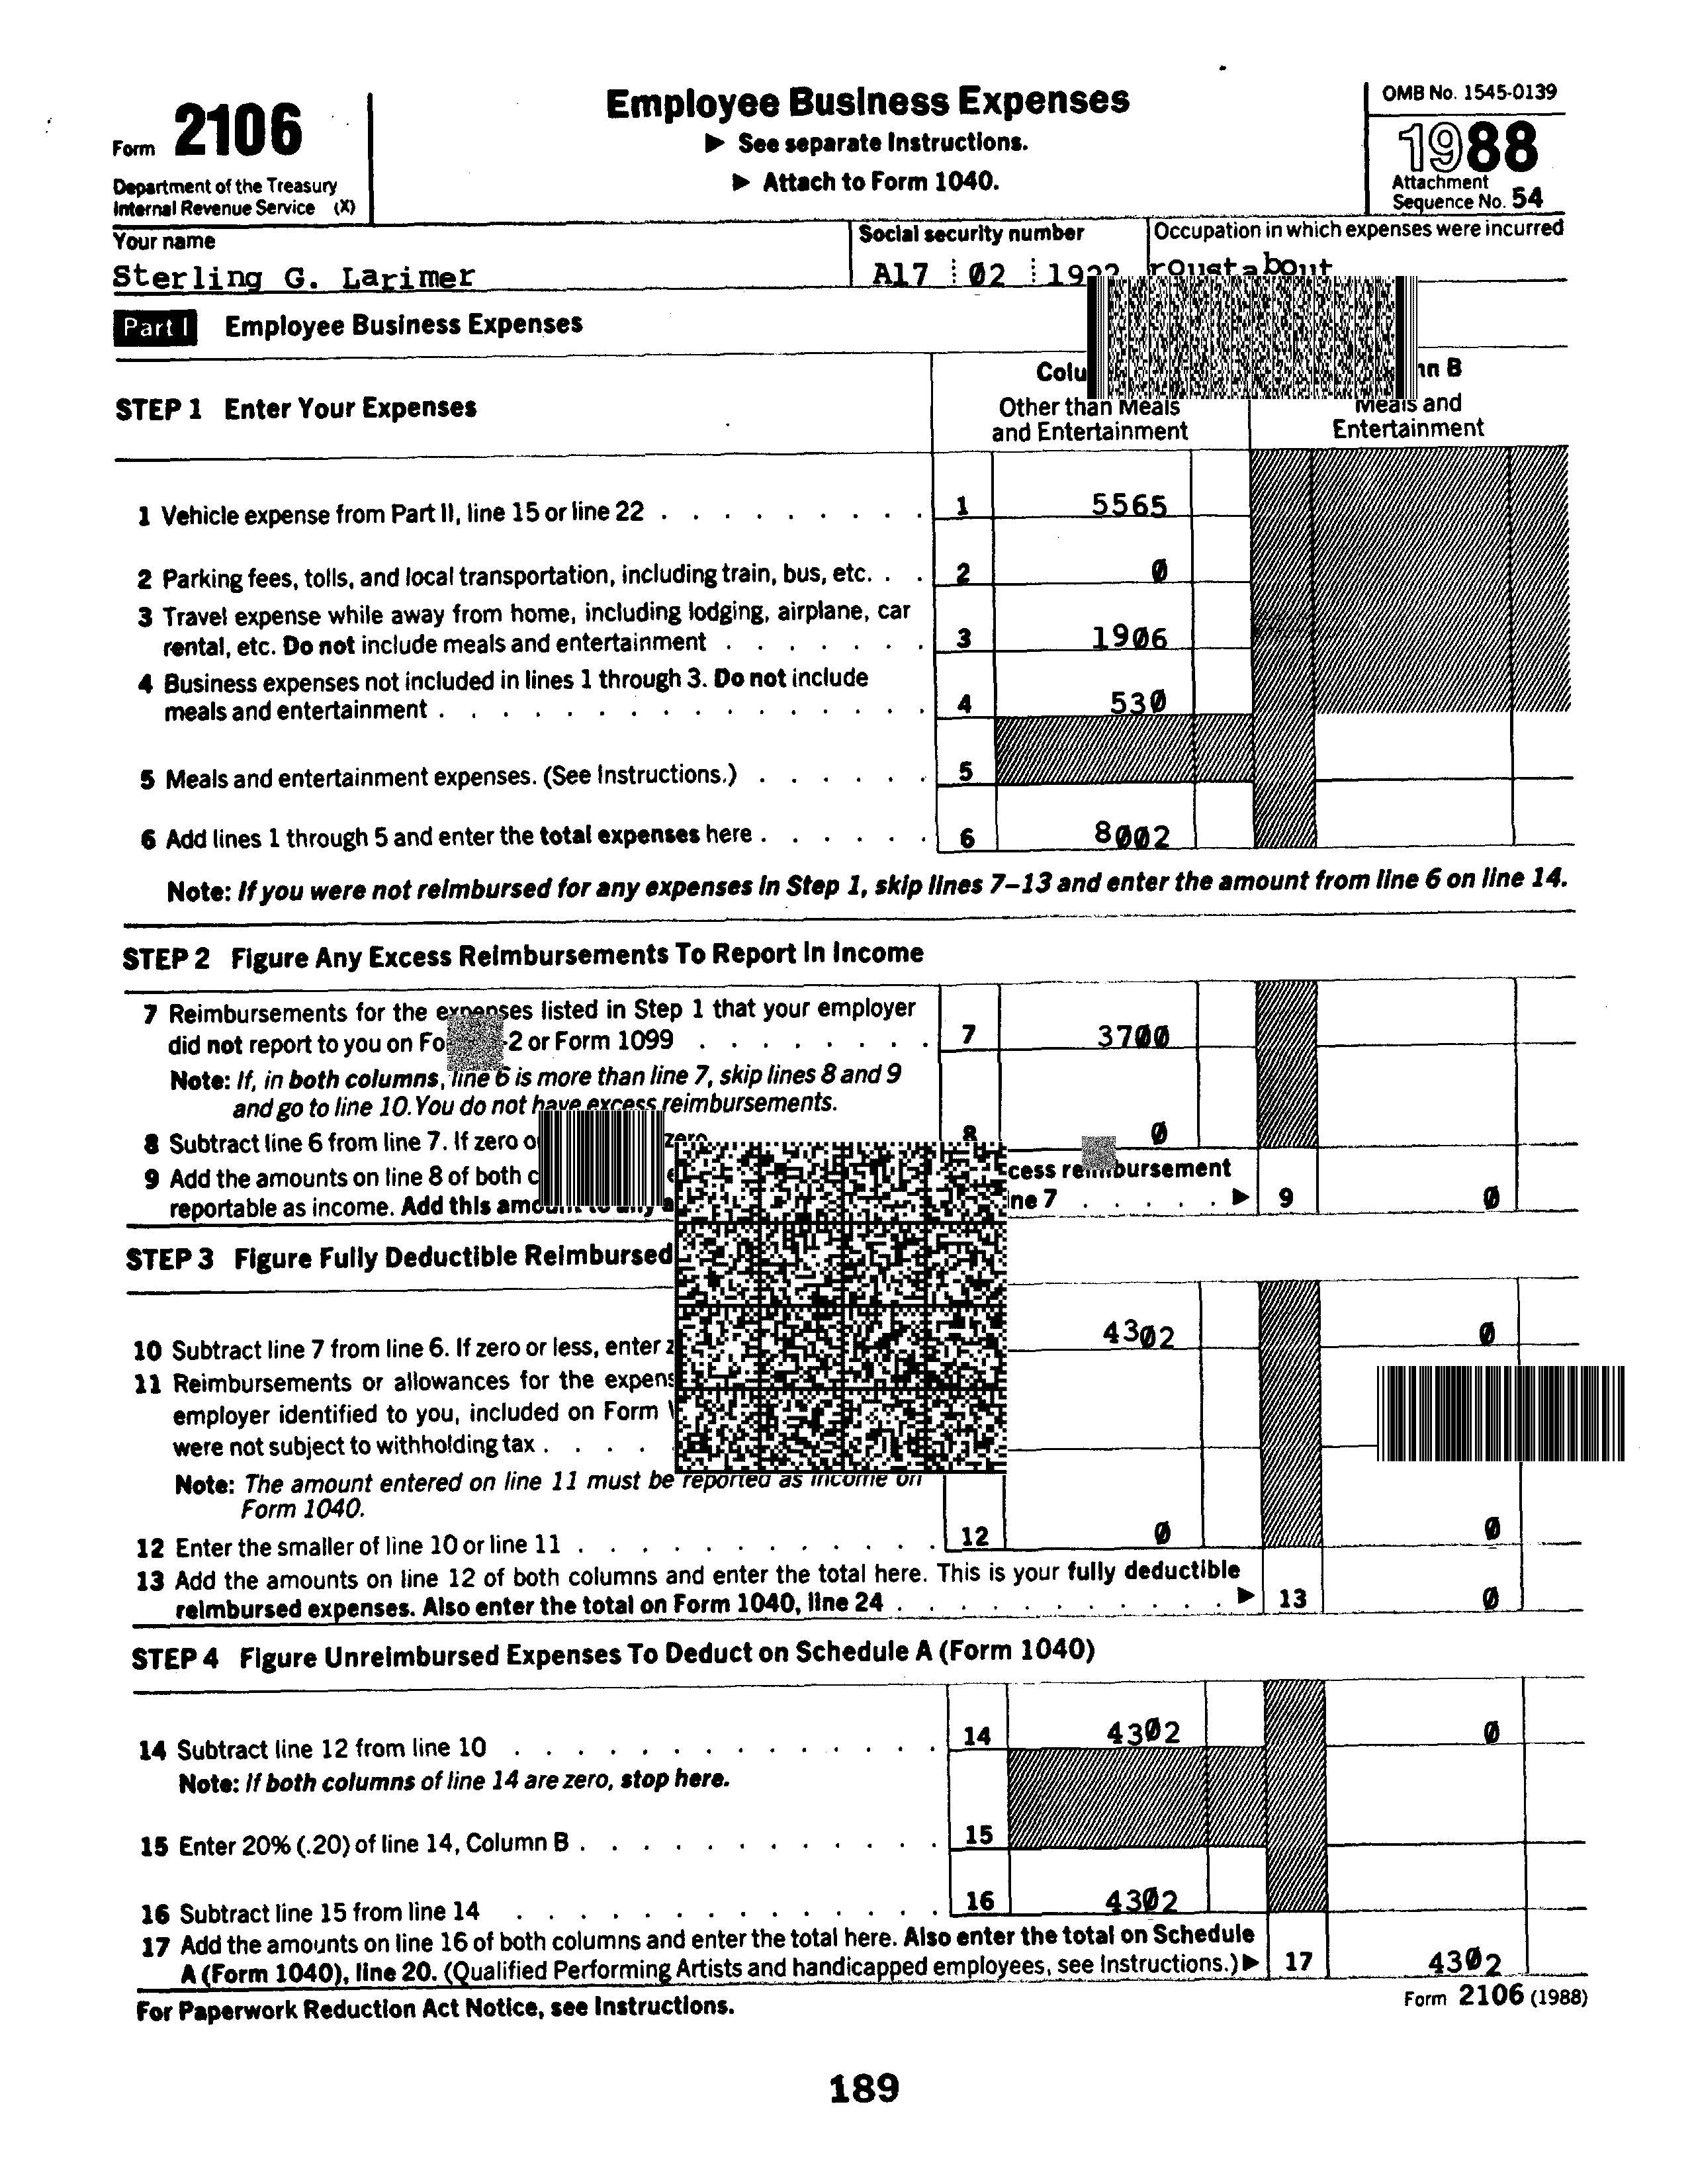 Form 2106
Department of the Treasury
Internal Revenue Service (X)
Employee Business Expenses
▶ See separate Instructions.
▶ Attach to Form 1040.
OMB No. 1545-0139
1988
Attachment
Sequence No. 54
Your name
Sterling G. Larimer
Social security number
A17 02
Occupation in which expenses were incurred
roustabout
Part I Employee Business Expenses
STEP 1 Enter Your Expenses
Other than Meals
and Entertainment
B
Meals and
Entertainment
1 Vehicle expense from Part II, line 15 or line 22 . . . . . . . . . 1 5565
2 Parking fees, tolls, and local transportation, including train, bus, etc. . . 2 0
3 Travel expense while away from home, including lodging, airplane, car
rental, etc. Do not include meals and entertainment . . . . . . . 3 1906
4 Business expenses not included in lines 1 through 3. Do not include
meals and entertainment . . . . . . . . . . . . . . . . 4 530
5 Meals and entertainment expenses. (See Instructions.) . . . . . . 5
6 Add lines 1 through 5 and enter the total expenses here . . . . . . 6 8002
Note: If you were not reimbursed for any expenses in Step 1, skip lines 7–13 and enter the amount from line 6 on line 14.
STEP 2 Figure Any Excess Reimbursements To Report In Income
7 Reimbursements for the expenses listed in Step 1 that your employer
did not report to you on -2 or Form 1099 . . . . . . . . 7 3700
Note: If, in both columns, line 6 is more than line 7, skip lines 8 and 9
and go to line 10. You do not have excess reimbursements.
8 Subtract line 6 from line 7. If zero zero 8 0
9 Add the amounts on line 8 of both reimbursement
reportable as income. Add this amount to any 7 . . . . . ▶ 9 0
STEP 3 Figure Fully Deductible Reimbursed
10 Subtract line 7 from line 6. If zero or less, enter 4302 0
11 Reimbursements or allowances for the
employer identified to you, included on Form
were not subject to withholding tax . . . .
Note: The amount entered on line 11 must be reported as income on
Form 1040.
12 Enter the smaller of line 10 or line 11 . . . . . . . . . . . . 12 0 0
13 Add the amounts on line 12 of both columns and enter the total here. This is your fully deductible
reimbursed expenses. Also enter the total on Form 1040, line 24 . . . . . . . . . . . ▶ 13 0
STEP 4 Figure Unreimbursed Expenses To Deduct on Schedule A (Form 1040)
14 Subtract line 12 from line 10 . . . . . . . . . . . . . . 14 4302 0
Note: If both columns of line 14 are zero, stop here.
15 Enter 20% (.20) of line 14, Column B . . . . . . . . . . . . 15
16 Subtract line 15 from line 14 . . . . . . . . . . . . . . 16 4302
17 Add the amounts on line 16 of both columns and enter the total here. Also enter the total on Schedule
A (Form 1040), line 20. (Qualified Performing Artists and handicapped employees, see Instructions.) ▶ 17 4302
For Paperwork Reduction Act Notice, see Instructions.
Form 2106 (1988)
189